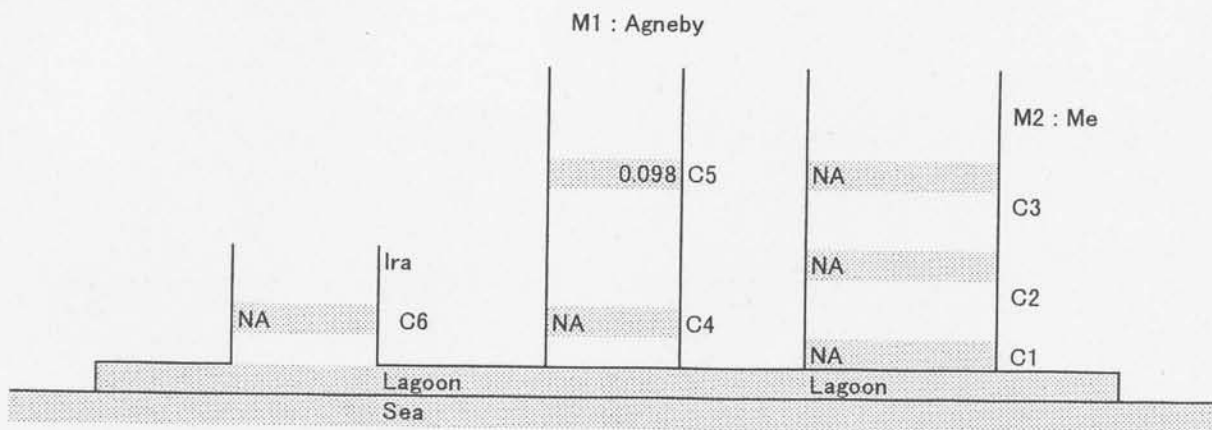 M1 : Agneby
M2 : Me
0.098 C5
NA
C3
Ira
NA
C2
NA C6
NA C4
NA C1
Lagoon Lagoon
Sea